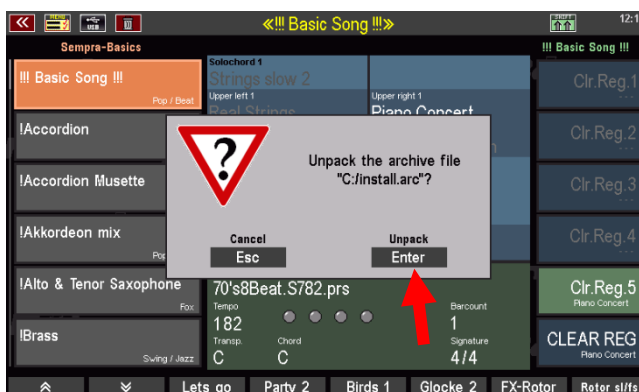 MENU
USB
«!!! Basic Song !!!»
SHIFT
12:1
Sempra-Basics
!!! Basic Song !!!
Pop / Beat
!Accordion
!Accordion Musette
!Akkordeon mix
Pop
!Alto & Tenor Saxophone
Fox
!Brass
Swing / Jazz
Solochord 1
Strings slow 2
Upper left 1
Real Strings
Upper right 1
Piano Concert
Unpack the archive file
"C:/install.arc"?
Cancel
Esc
Unpack
Enter
70's8Beat.S782.prs
Tempo
182
Barcount
1
Transp.
C
Chord
C
Signature
4/4
!!! Basic Song !!!
Clr.Reg.1
---
Clr.Reg.2
---
Clr.Reg.3
---
Clr.Reg.4
---
Clr.Reg.5
Piano Concert
CLEAR REG
Piano Concert
Lets go
Party 2
Birds 1
Glocke 2
FX-Rotor
Rotor sl/fs